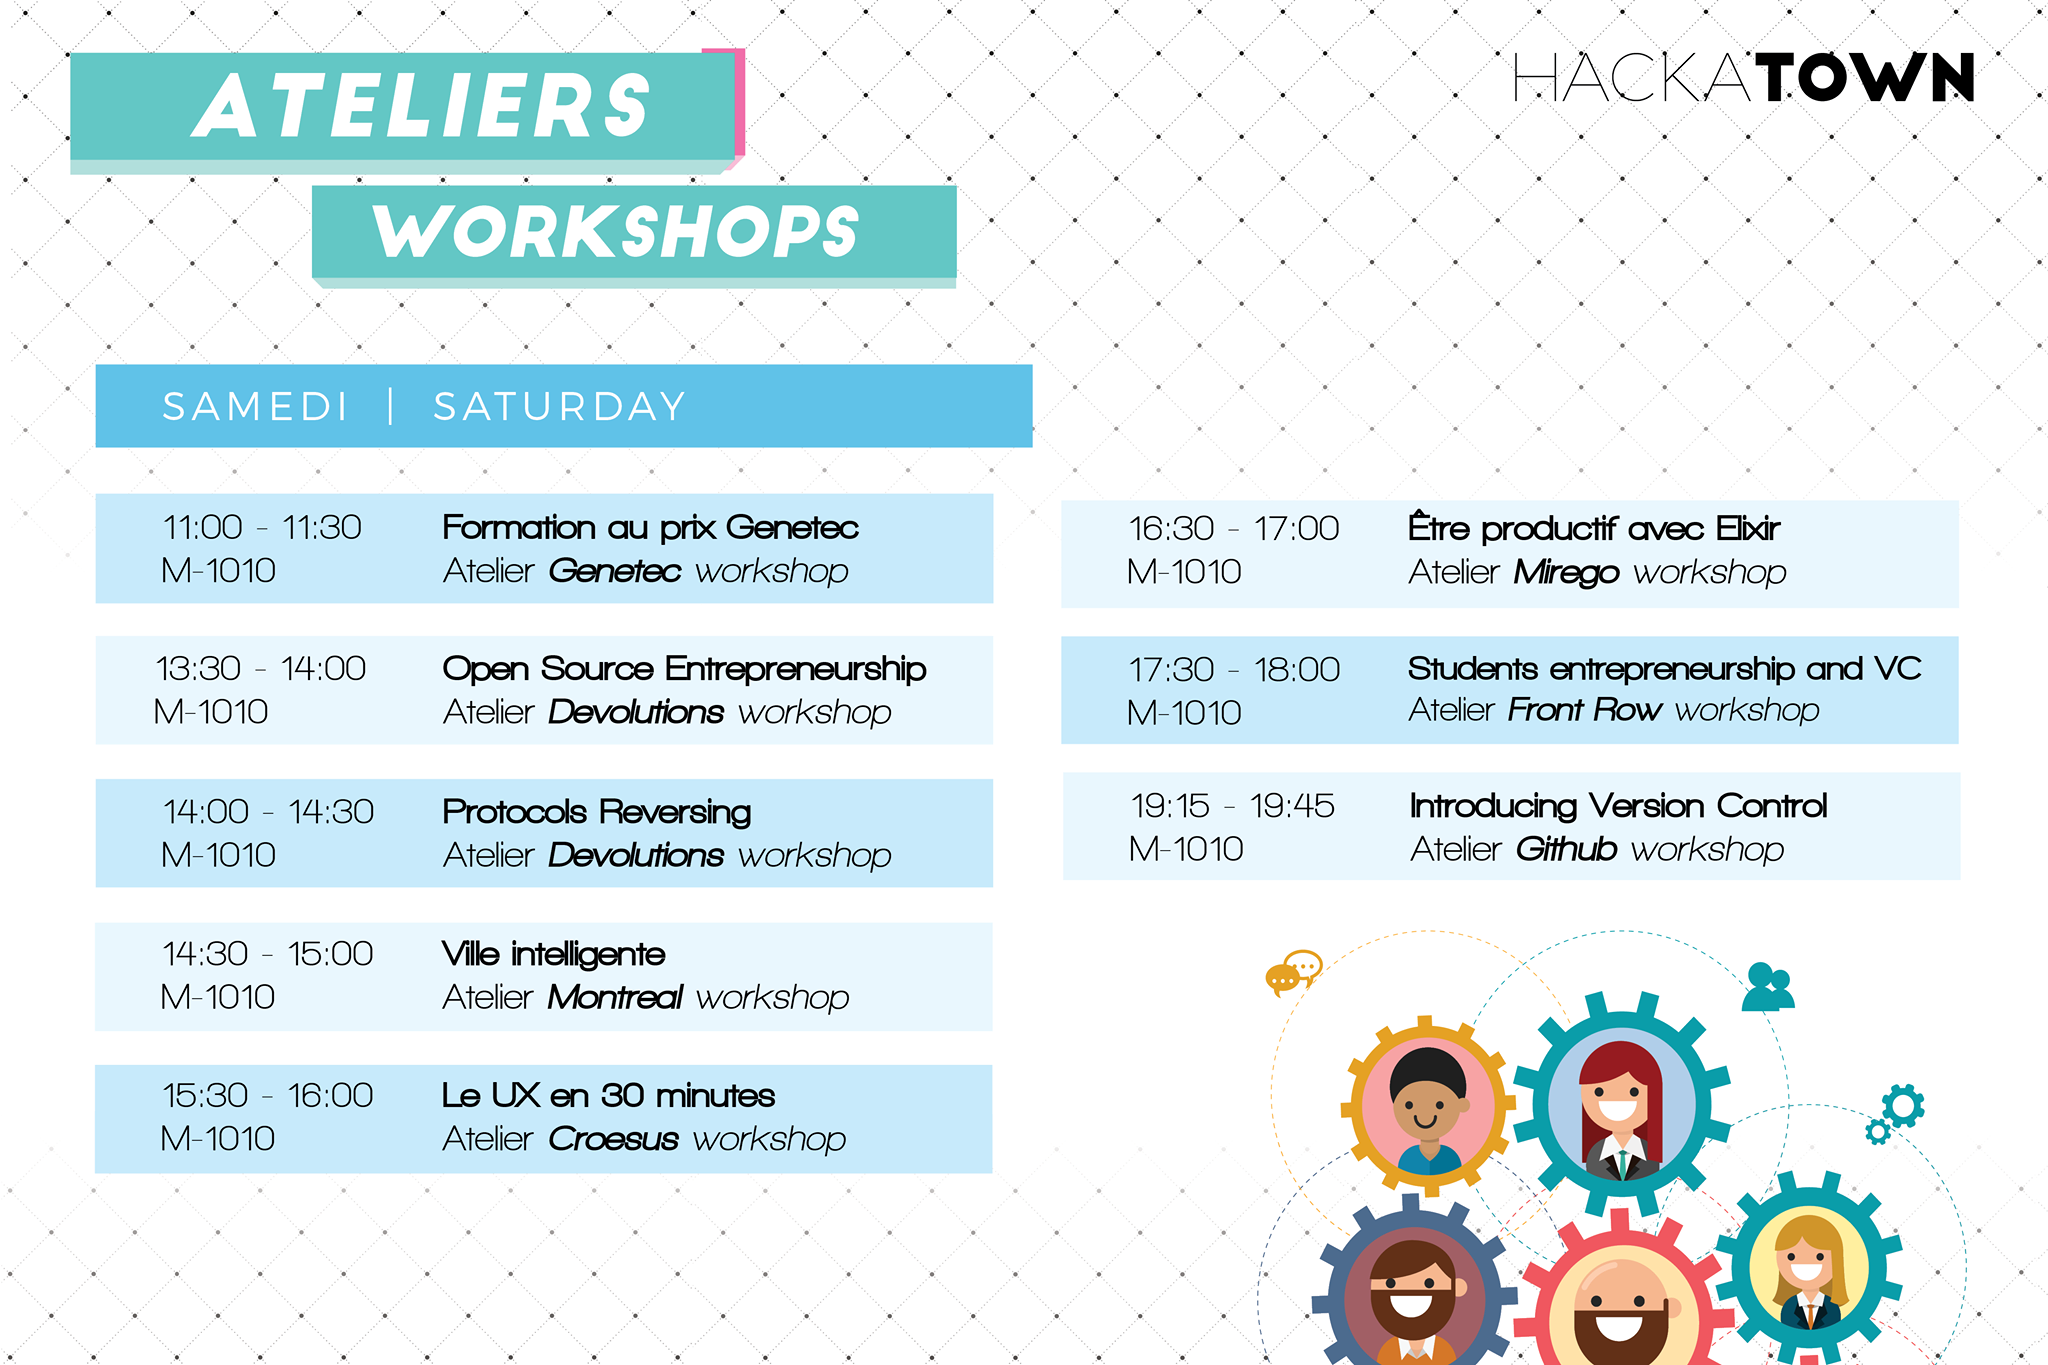 ATELIERS
HACKATOWN
WORKSHOPS
SAMEDI | SATURDAY
11:00 - 11:30 Formation au prix Genetec
M-1010 Atelier Genetec workshop
13:30 - 14:00 Open Source Entrepreneurship
M-1010 Atelier Devolutions workshop
14:00 - 14:30 Protocols Reversing
M-1010 Atelier Devolutions workshop
14:30 - 15:00 Ville intelligente
M-1010 Atelier Montreal workshop
15:30 - 16:00 Le UX en 30 minutes
M-1010 Atelier Croesus workshop
16:30 - 17:00 Être productif avec Elixir
M-1010 Atelier Mirego workshop
17:30 - 18:00 Students entrepreneurship and VC
M-1010 Atelier Front Row workshop
19:15 - 19:45 Introducing Version Control
M-1010 Atelier Github workshop